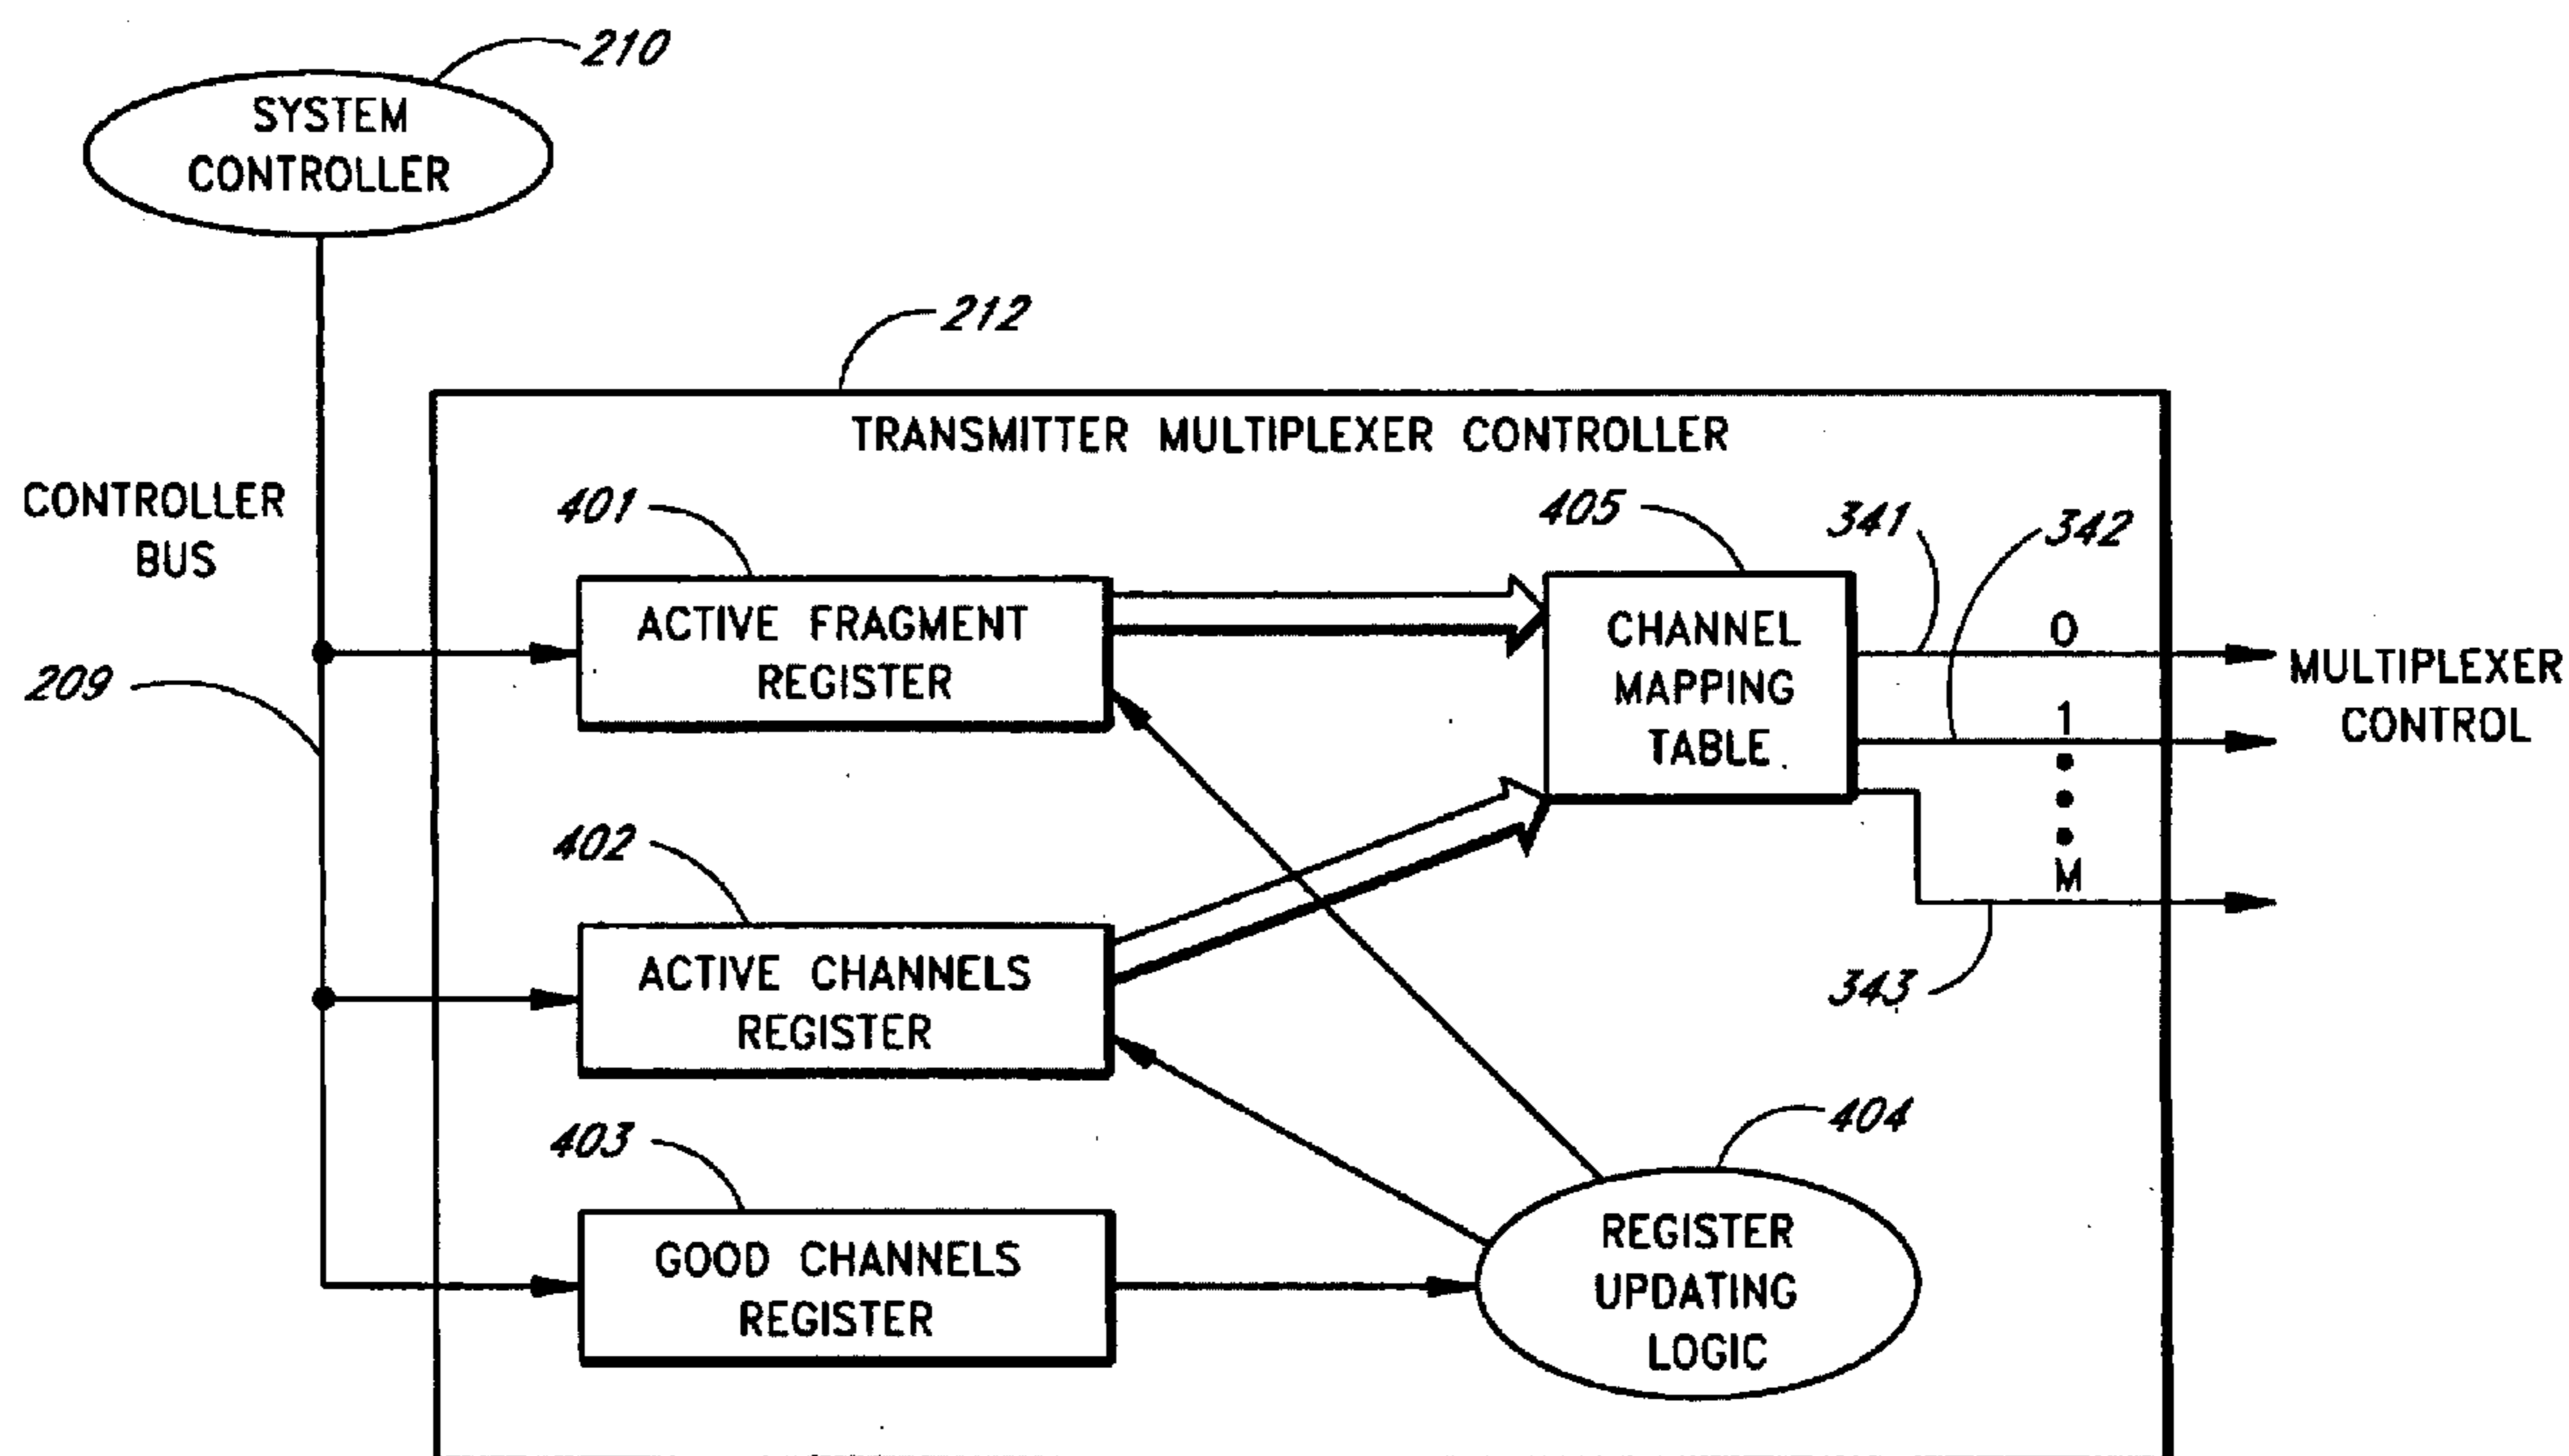 210
SYSTEM
CONTROLLER
212
TRANSMITTER MULTIPLEXER CONTROLLER
CONTROLLER
BUS
209
401
ACTIVE FRAGMENT
REGISTER
405
CHANNEL
MAPPING
TABLE
341
342
0
1
M
343
MULTIPLEXER
CONTROL
402
ACTIVE CHANNELS
REGISTER
403
GOOD CHANNELS
REGISTER
404
REGISTER
UPDATING
LOGIC